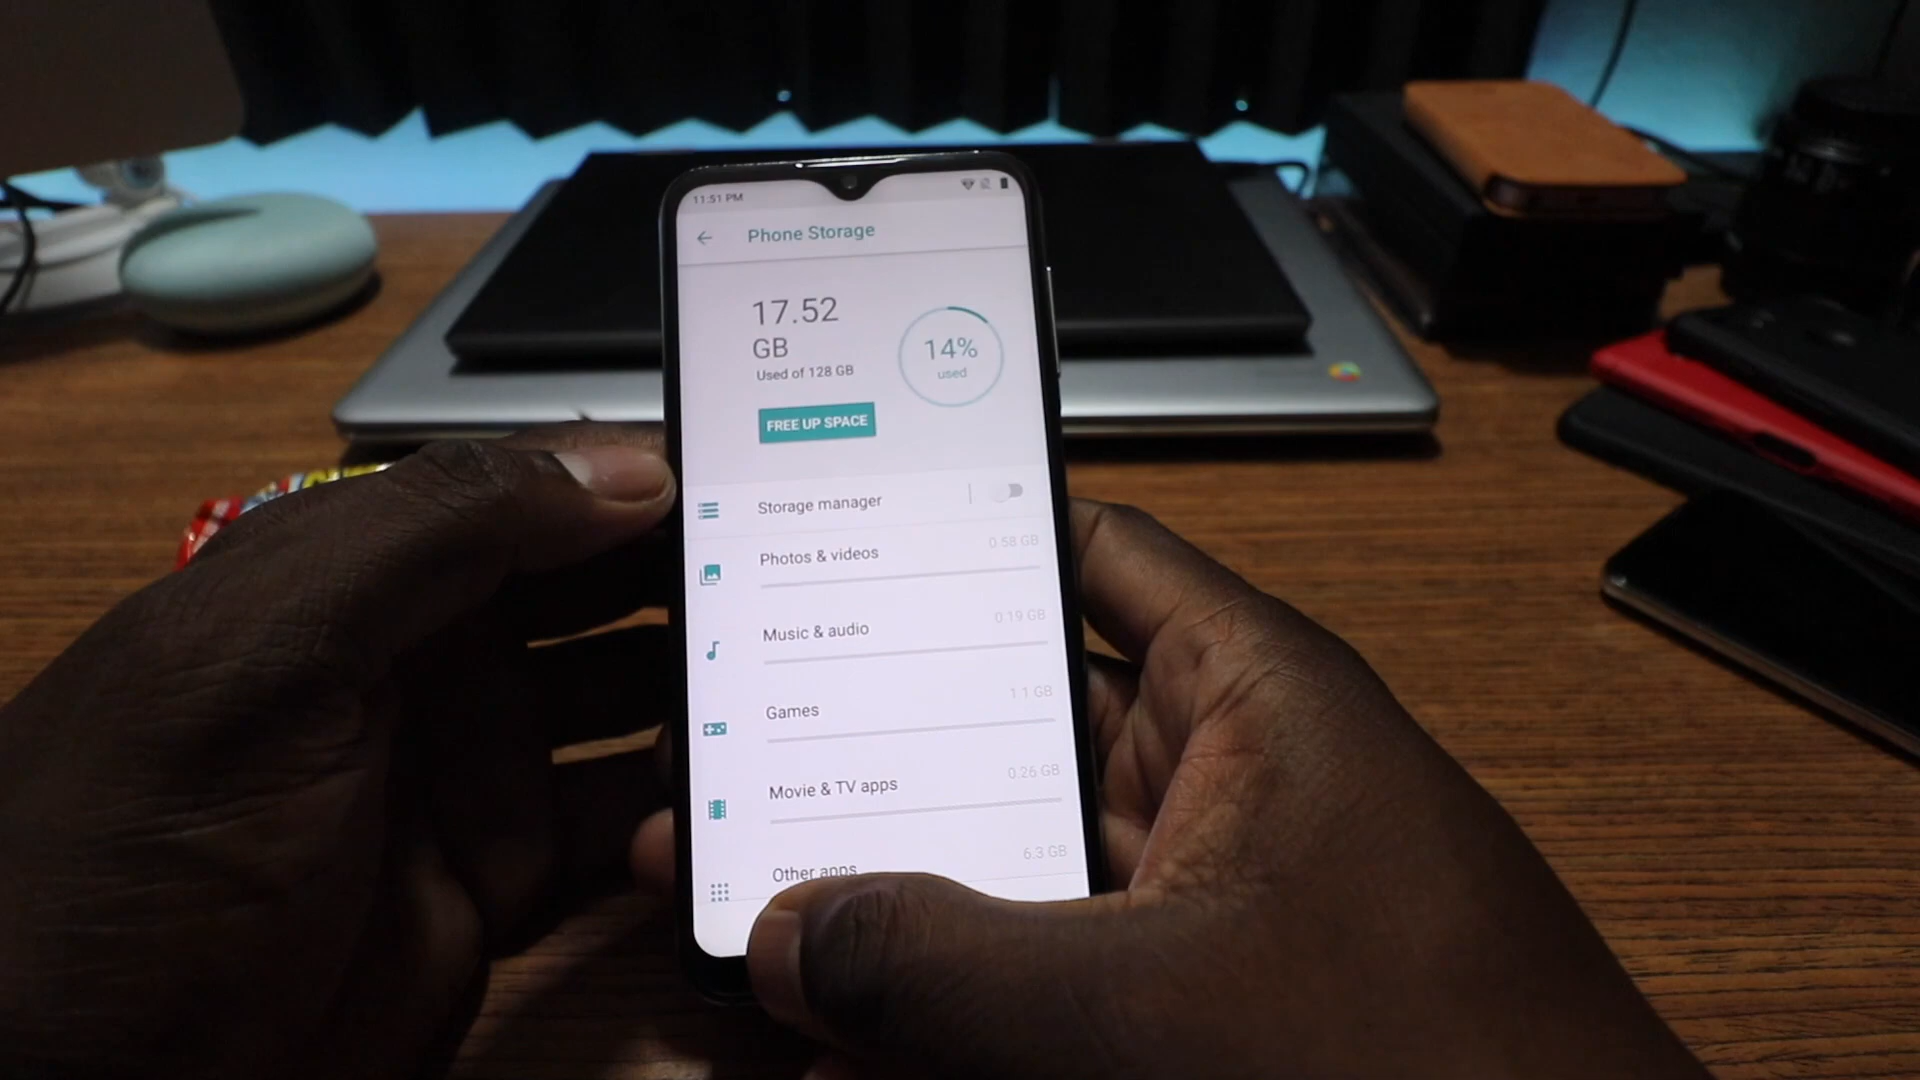 11:51 PM
Phone Storage
17.52
GB
Used of 128 GB
14%
used
FREE UP SPACE
Storage manager
Photos & videos
0.58 GB
Music & audio
0.19 GB
Games
1.1 GB
Movie & TV apps
0.26 GB
Other apps
6.3 GB